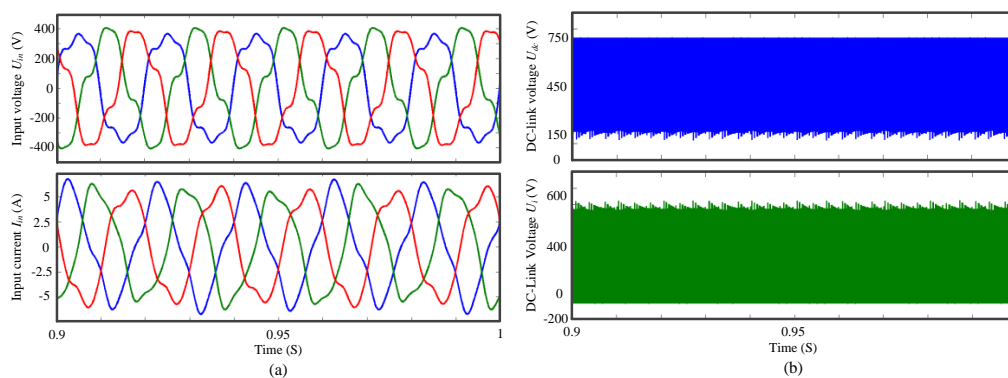 Input voltage U_in (V)
400
200
0
-200
-400
Input current I_in (A)
5
2.5
0
-2.5
-5
0.9
0.95
1
Time (S)
(a)
DC-link voltage U_dc (V)
750
450
150
0
DC-Link Voltage U_i (V)
600
400
0
-200
0.9
0.95
Time (S)
(b)